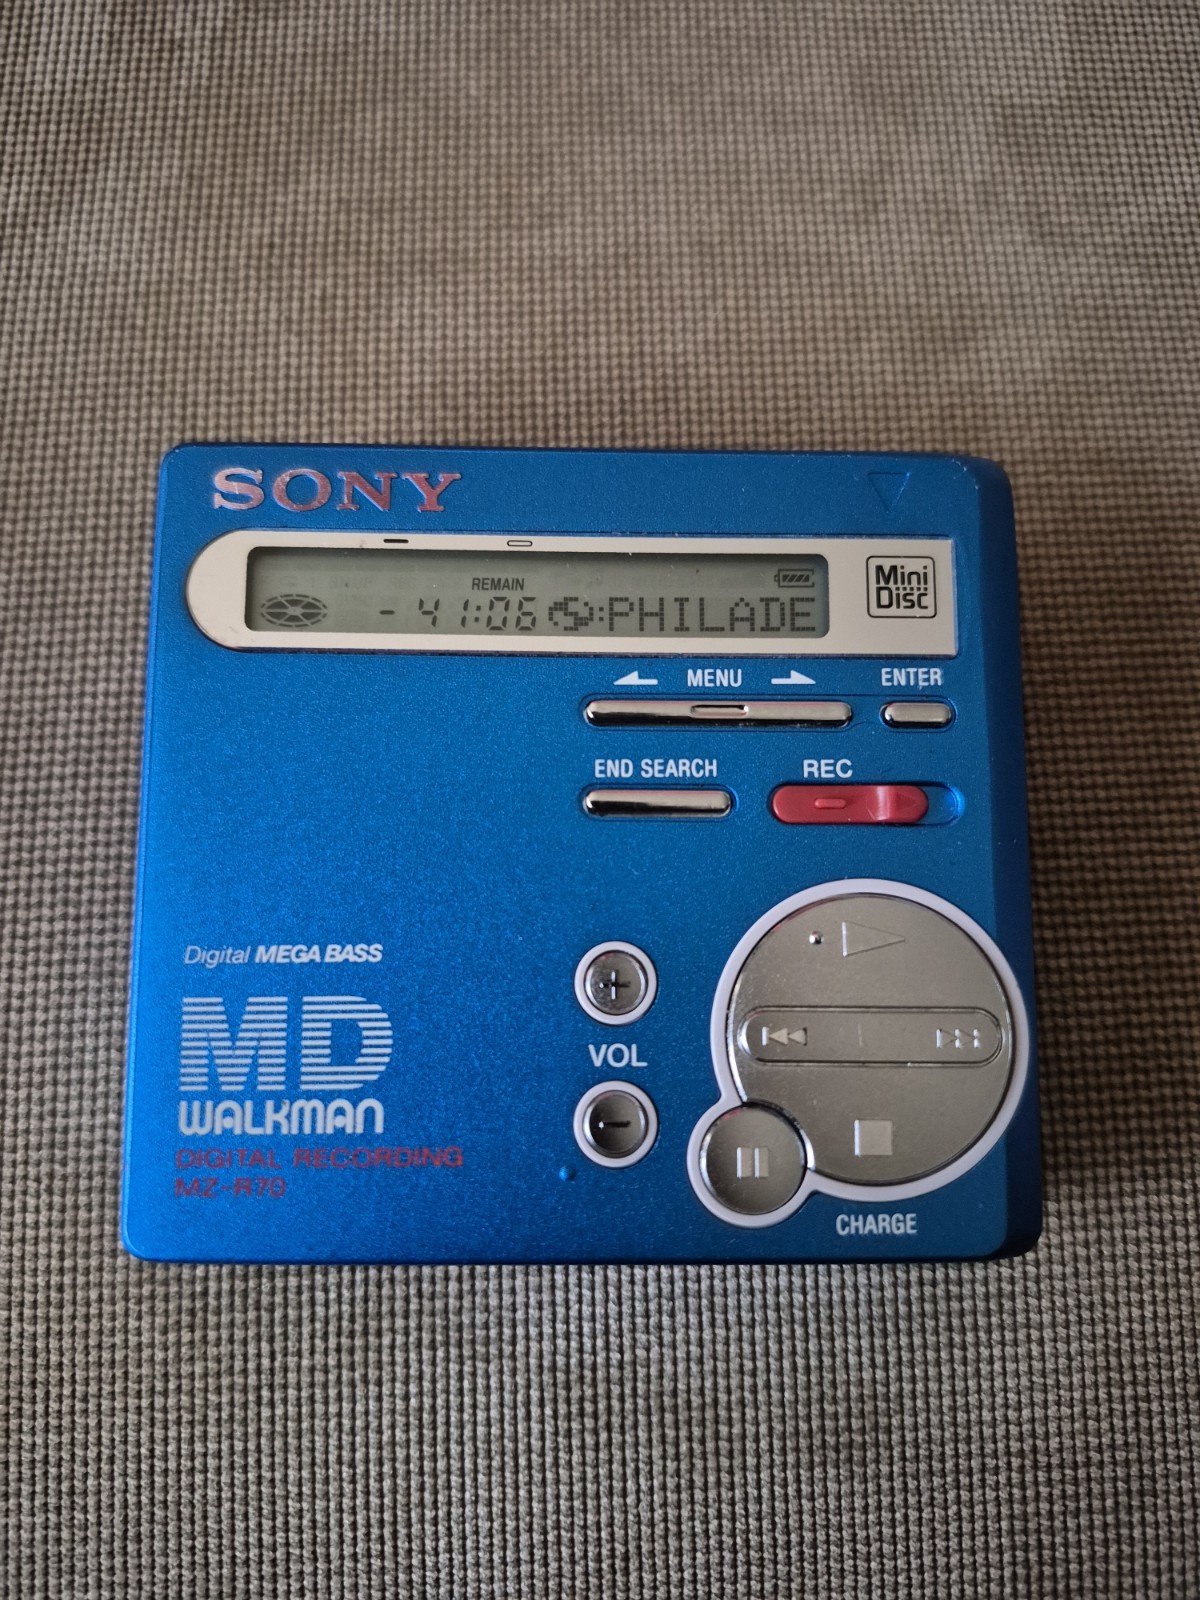 SONY
REMAIN
- 41:06 :PHILADE
Mini
Disc
MENU
ENTER
END SEARCH
REC
Digital MEGA BASS
MD
WALKMAN
DIGITAL RECORDING
MZ-R70
+
VOL
-
CHARGE